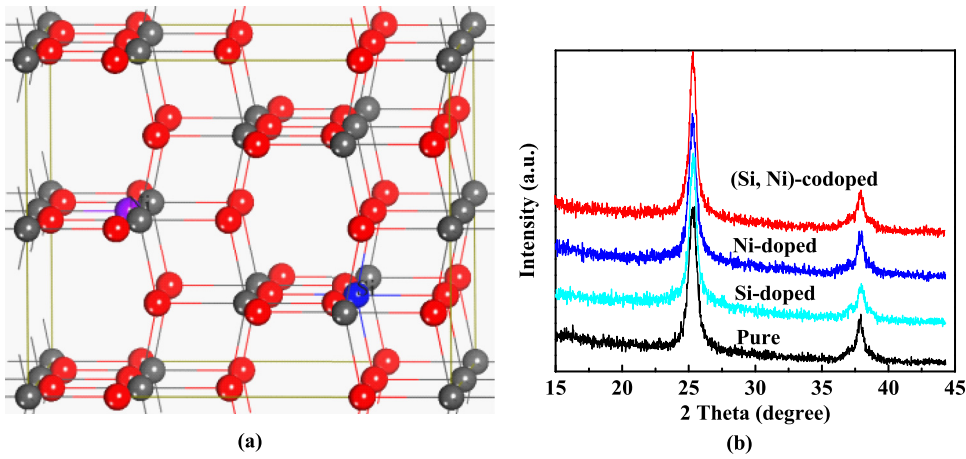 (Si, Ni)-codoped
Ni-doped
Si-doped
Pure
Intensity (a.u.)
15 20 25 30 35 40 45
2 Theta (degree)
(a)
(b)